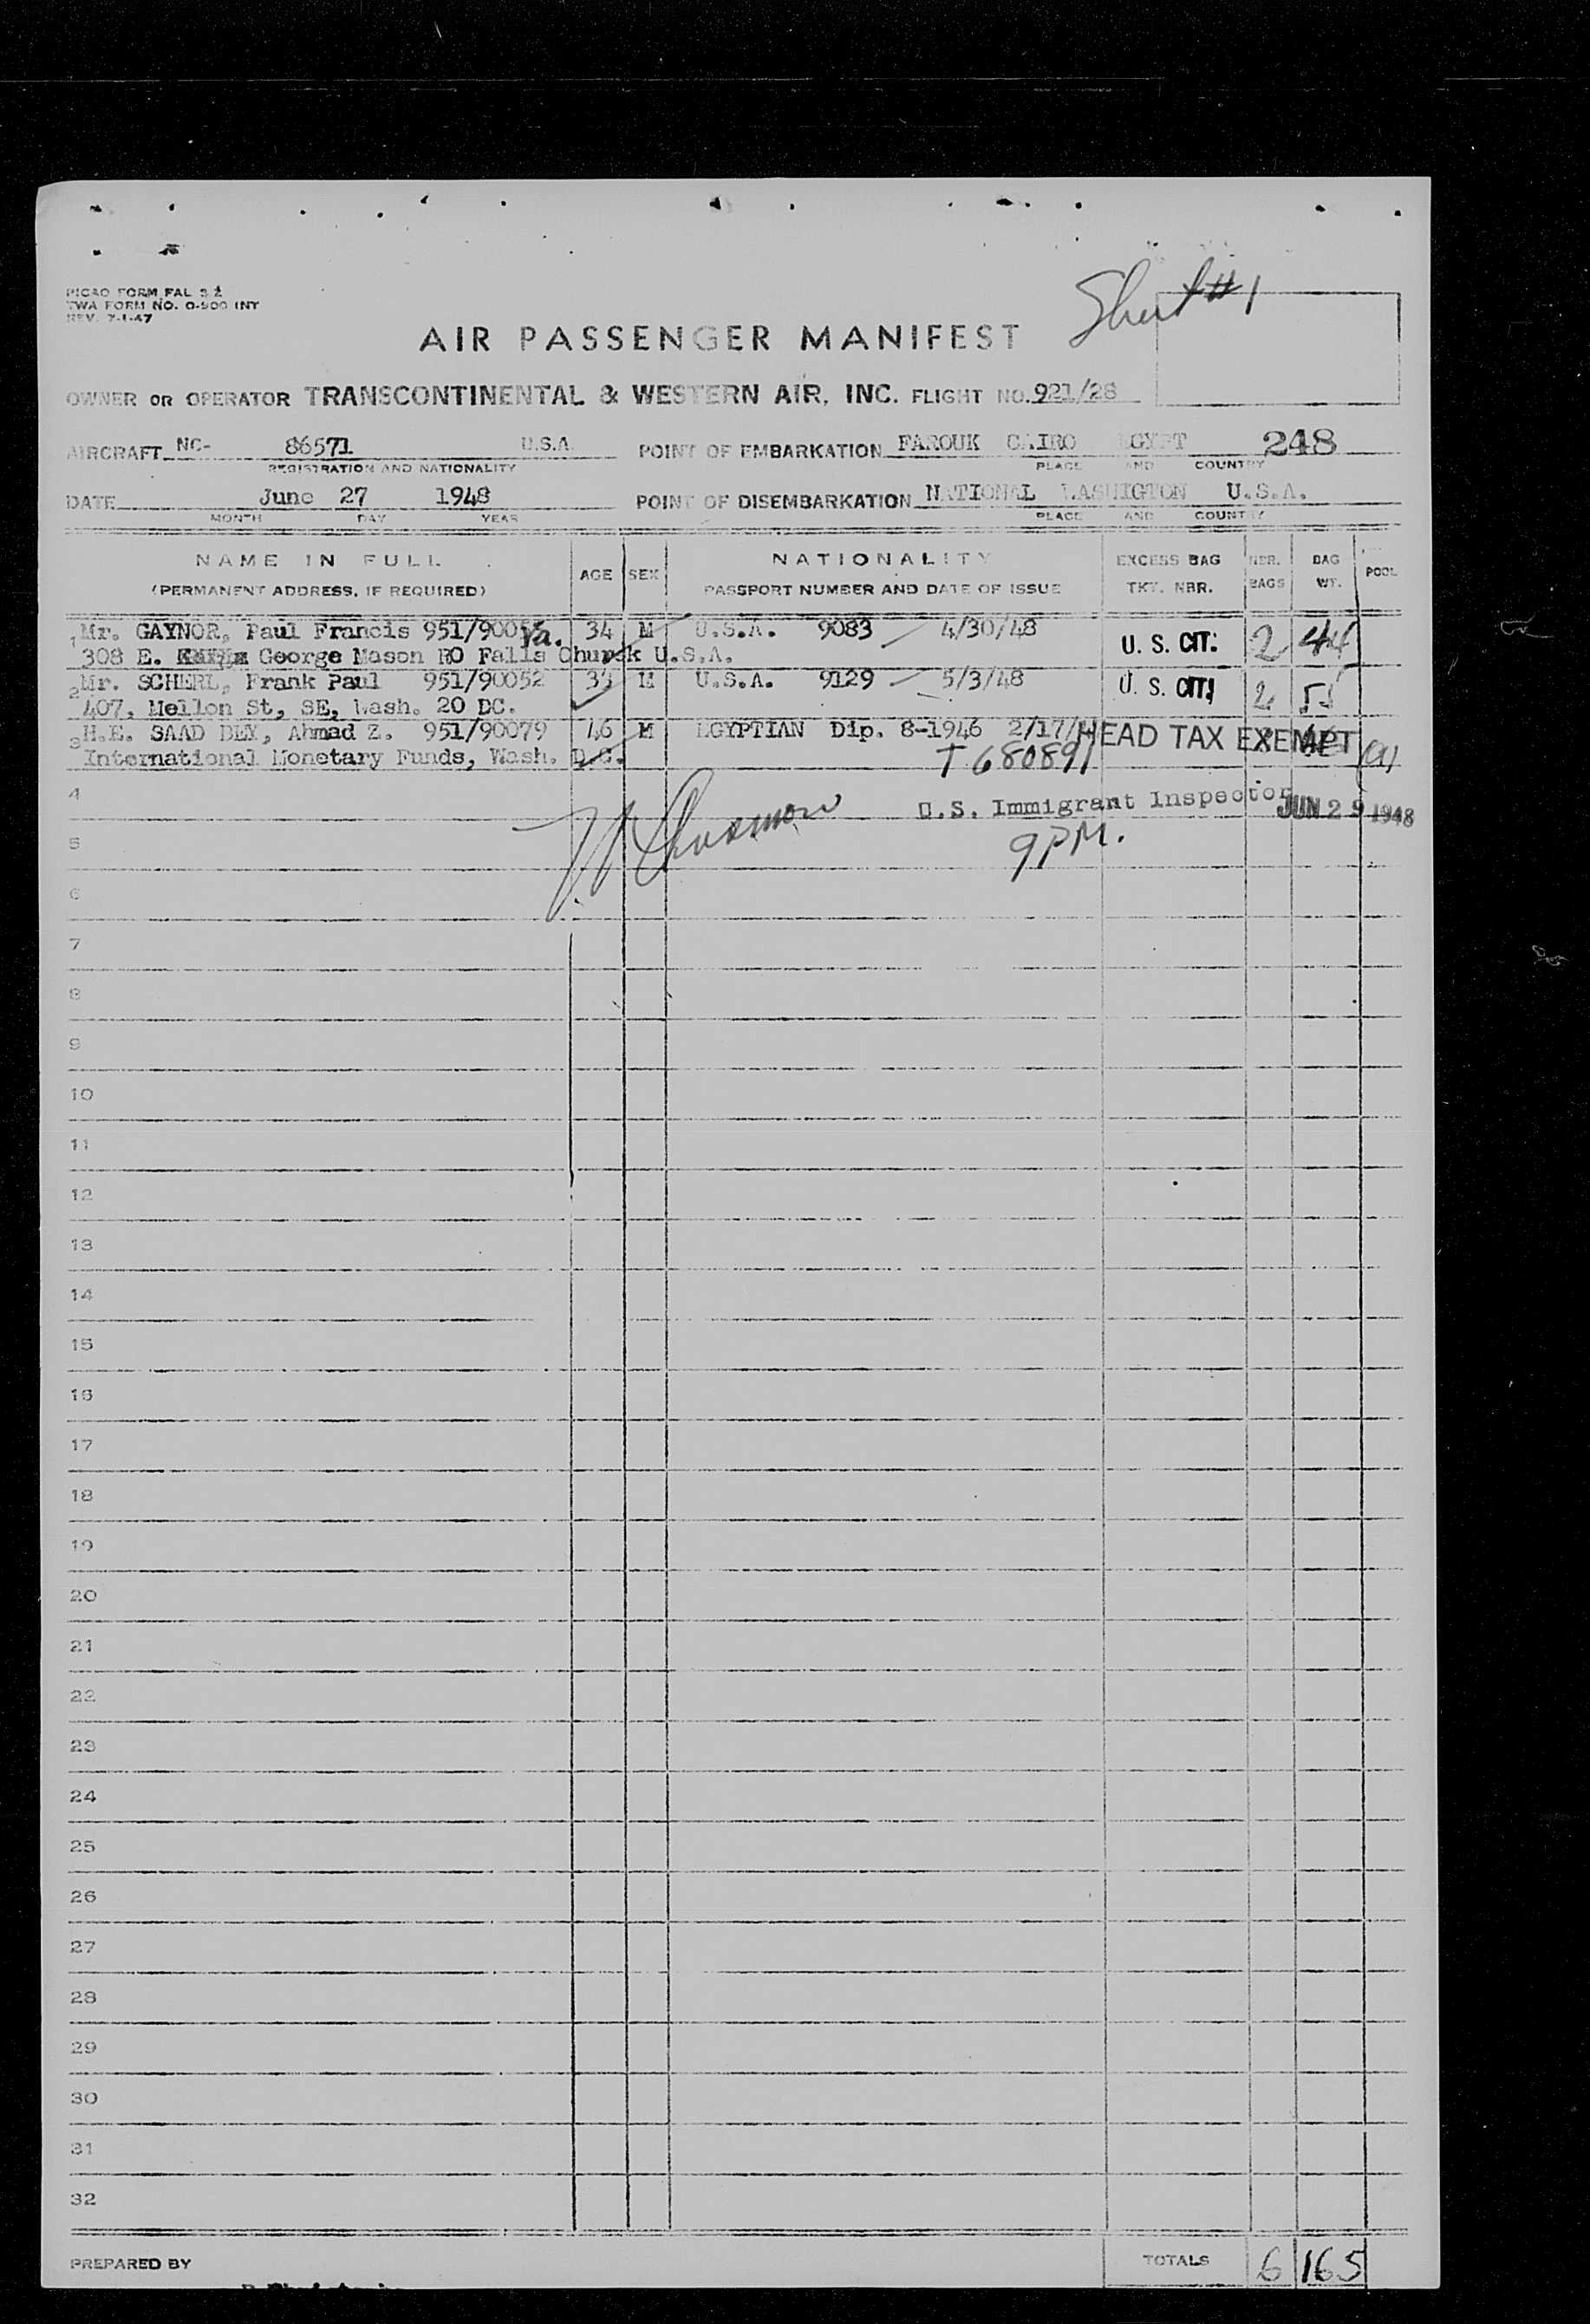 Sheet #1
PICAO FORM FAL 3 2
TWA FORM NO. O-900 INT
REV. 7-1-47
AIR PASSENGER MANIFEST
OWNER OR OPERATOR TRANSCONTINENTAL & WESTERN AIR, INC. FLIGHT NO. 921/28
AIRCRAFT NC- 86571 U.S.A. POINT OF EMBARKATION FAROUK CAIRO EGYPT 248
REGISTRATION AND NATIONALITY PLACE AND COUNTRY
DATE June 27 1948 POINT OF DISEMBARKATION NATIONAL WASHIGTON U.S.A.
MONTH DAY YEAR PLACE AND COUNTRY
NAME IN FULL AGE SEX NATIONALITY EXCESS BAG NBR. BAG POOL
(PERMANENT ADDRESS, IF REQUIRED) PASSPORT NUMBER AND DATE OF ISSUE TKT. NBR. BAGS WT.
1 Mr. GAYNOR, Paul Francis Va. 34 M U.S.A. 9083 4/30/48 U. S. CIT. 2 44
308 E. George Mason RO Falls Church U.S.A.
2 Mr. SCHERL, Frank Paul 951/90052 M U.S.A. 9129 5/3/48 U. S. CIT. 2 55
407, Mellon St, SE, Wash. 20 DC.
3 H.E. SAAD BEY, Ahmad Z. 951/90079 46 M EGYPTIAN Dip. 8-1946 2/17/ HEAD TAX EXEMPT
International Monetary Funds, Wash. D.C. T 680891
4 U.S. Immigrant Inspector JUN 29 1948
5 9 PM.
6
7
8
9
10
11
12
13
14
15
16
17
18
19
20
21
22
23
24
25
26
27
28
29
30
31
32
PREPARED BY TOTALS 6 165